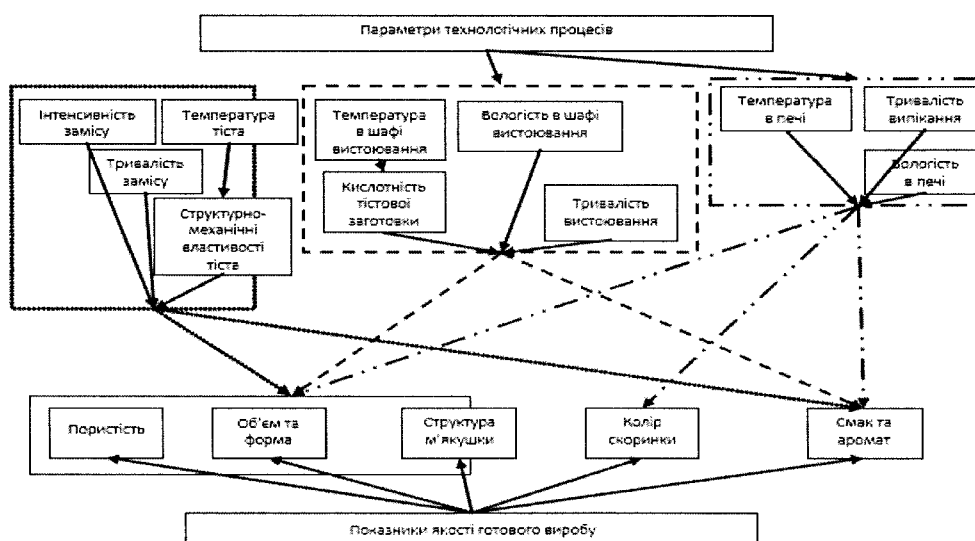 Параметри технологічних процесів
Інтенсивність
замісу
Температура
тіста
Тривалість
замісу
Структурно-
механічні
властивості
тіста
Температура
в шафі
вистоювання
Вологість в шафі
вистоювання
Кислотність
тістової
заготовки
Тривалість
вистоювання
Температура
в печі
Тривалість
випікання
Вологість
в печі
Пористість
Об'єм та
форма
Структура
м'якушки
Колір
скоринки
Смак та
аромат
Показники якості готового виробу